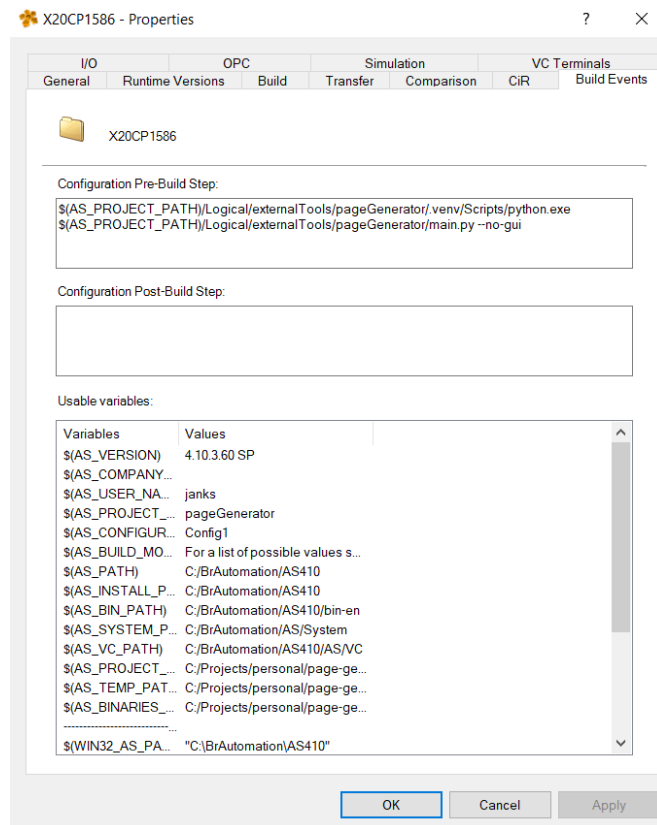 X20CP1586 - Properties ? ×
I/O OPC Simulation VC Terminals
General Runtime Versions Build Transfer Comparison CiR Build Events
X20CP1586
Configuration Pre-Build Step:
$(AS_PROJECT_PATH)/Logical/externalTools/pageGenerator/.venv/Scripts/python.exe
$(AS_PROJECT_PATH)/Logical/externalTools/pageGenerator/main.py --no-gui
Configuration Post-Build Step:
Usable variables:
Variables Values
$(AS_VERSION) 4.10.3.60 SP
$(AS_COMPANY...
$(AS_USER_NA... janks
$(AS_PROJECT_... pageGenerator
$(AS_CONFIGUR... Config1
$(AS_BUILD_MO... For a list of possible values s...
$(AS_PATH) C:/BrAutomation/AS410
$(AS_INSTALL_P... C:/BrAutomation/AS410
$(AS_BIN_PATH) C:/BrAutomation/AS410/bin-en
$(AS_SYSTEM_P... C:/BrAutomation/AS/System
$(AS_VC_PATH) C:/BrAutomation/AS410/AS/VC
$(AS_PROJECT_... C:/Projects/personal/page-ge...
$(AS_TEMP_PAT... C:/Projects/personal/page-ge...
$(AS_BINARIES_... C:/Projects/personal/page-ge...
--------------------------...
$(WIN32_AS_PA... "C:\BrAutomation\AS410"
OK Cancel Apply